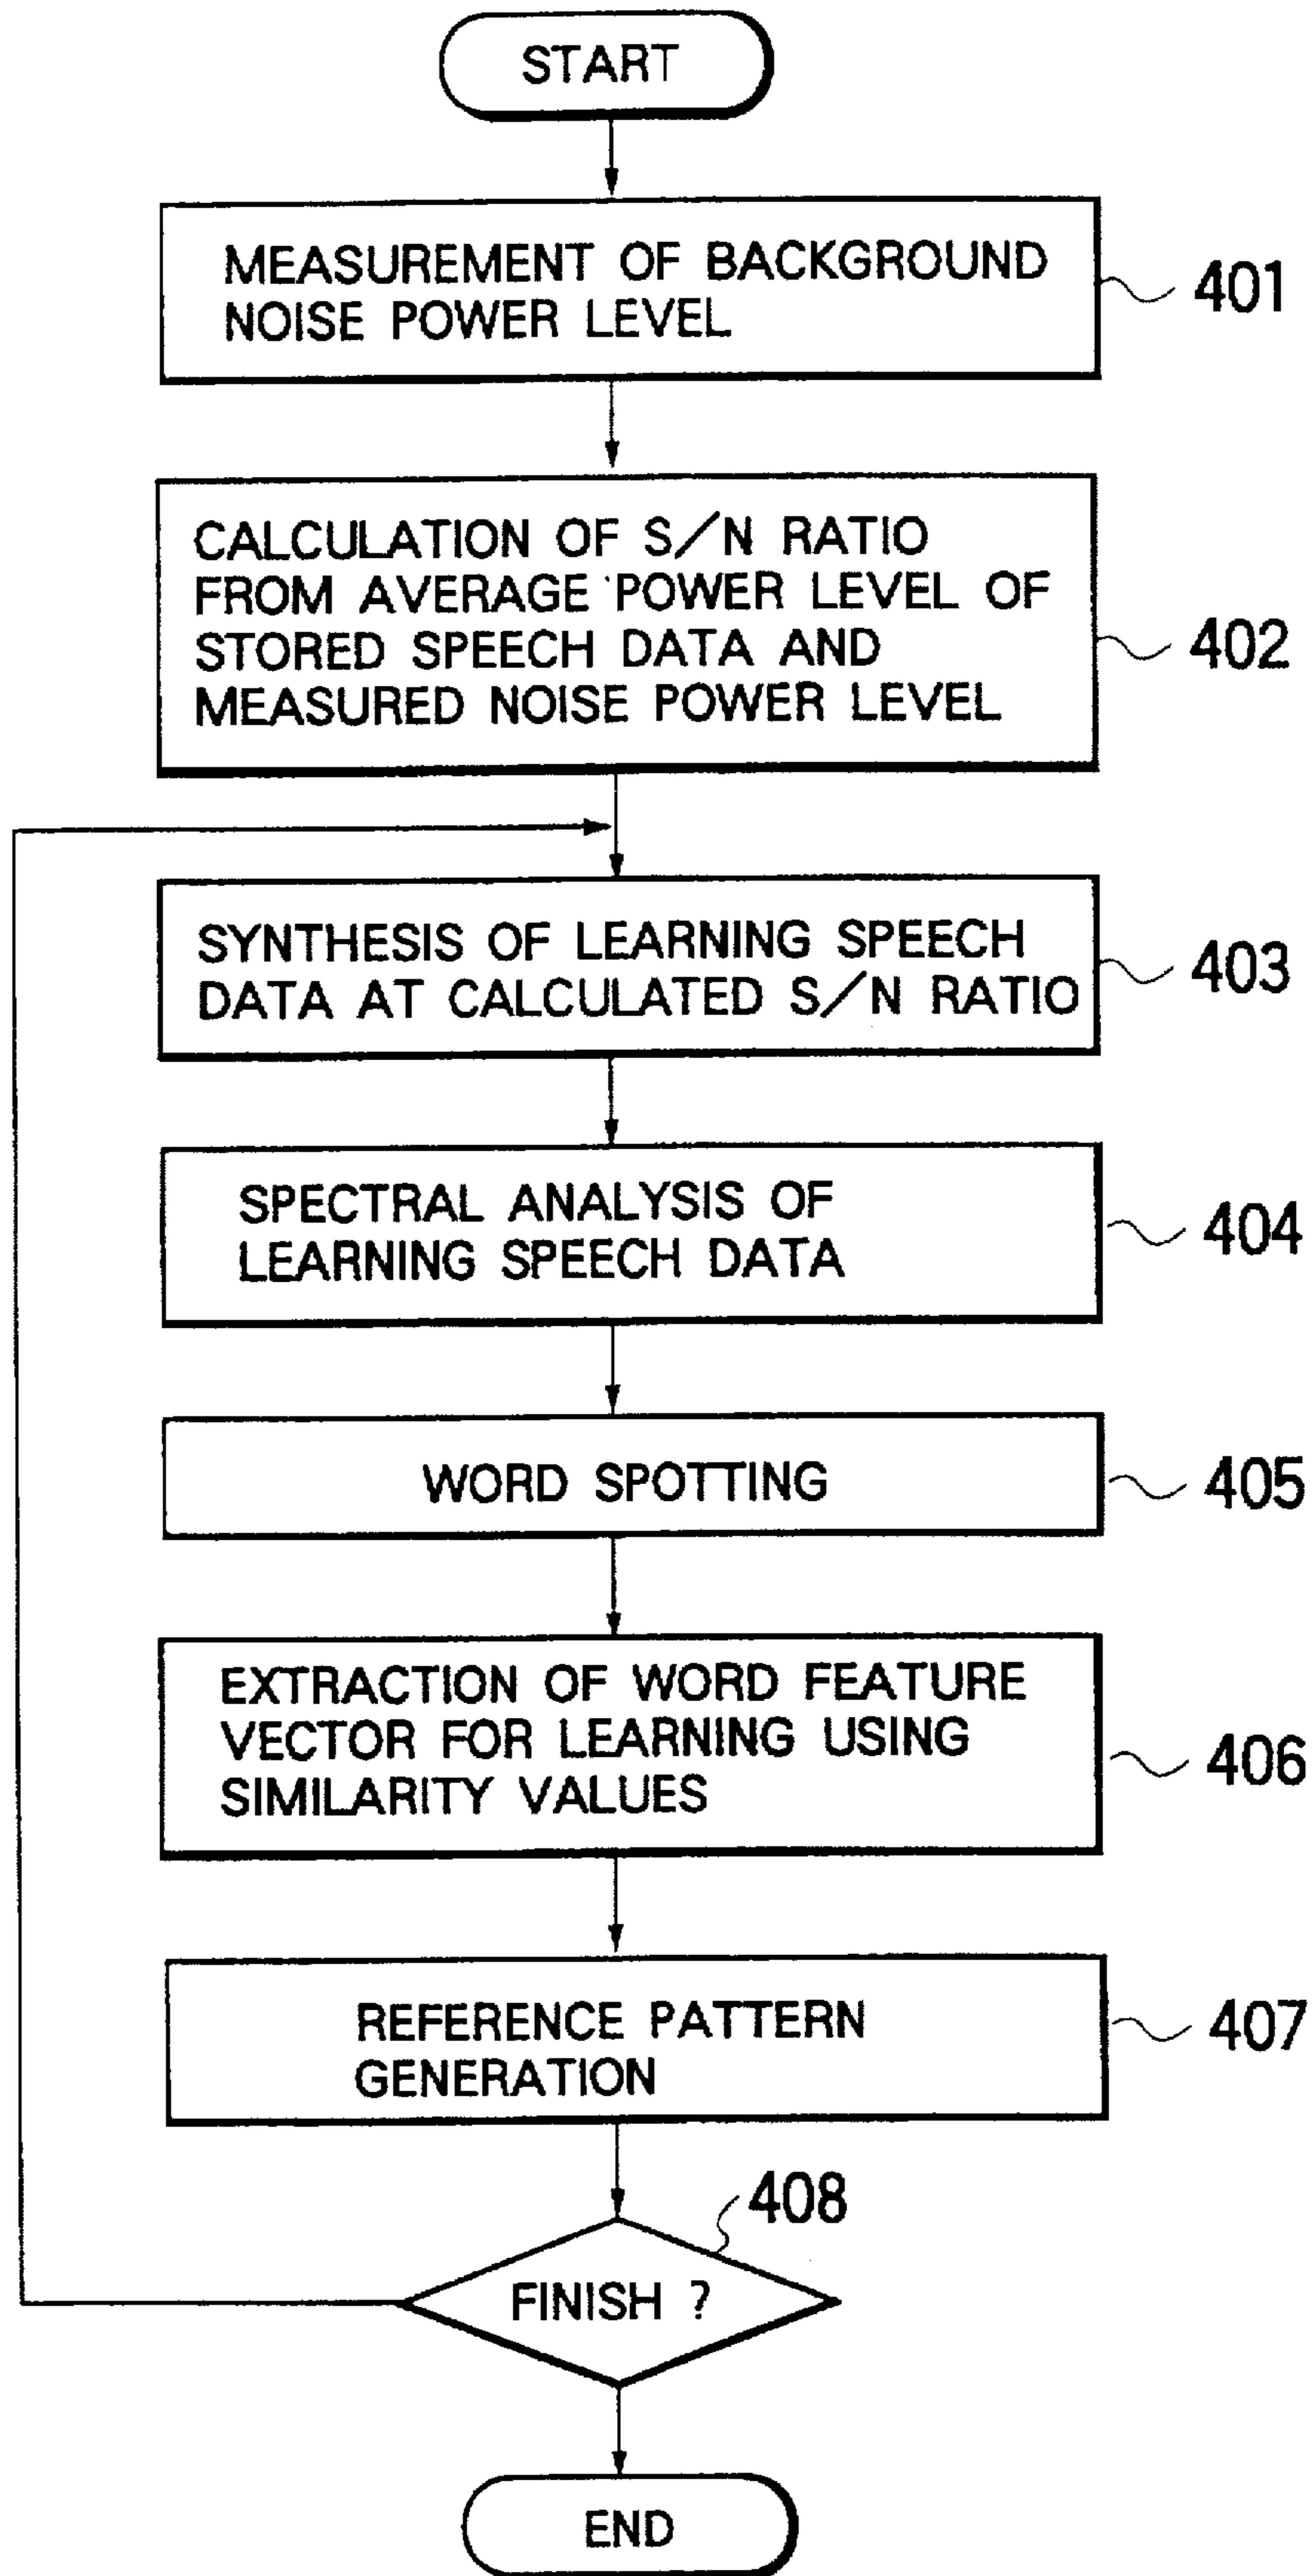 START
MEASUREMENT OF BACKGROUND
NOISE POWER LEVEL
401
CALCULATION OF S/N RATIO
FROM AVERAGE POWER LEVEL OF
STORED SPEECH DATA AND
MEASURED NOISE POWER LEVEL
402
SYNTHESIS OF LEARNING SPEECH
DATA AT CALCULATED S/N RATIO
403
SPECTRAL ANALYSIS OF
LEARNING SPEECH DATA
404
WORD SPOTTING
405
EXTRACTION OF WORD FEATURE
VECTOR FOR LEARNING USING
SIMILARITY VALUES
406
REFERENCE PATTERN
GENERATION
407
408
FINISH ?
END